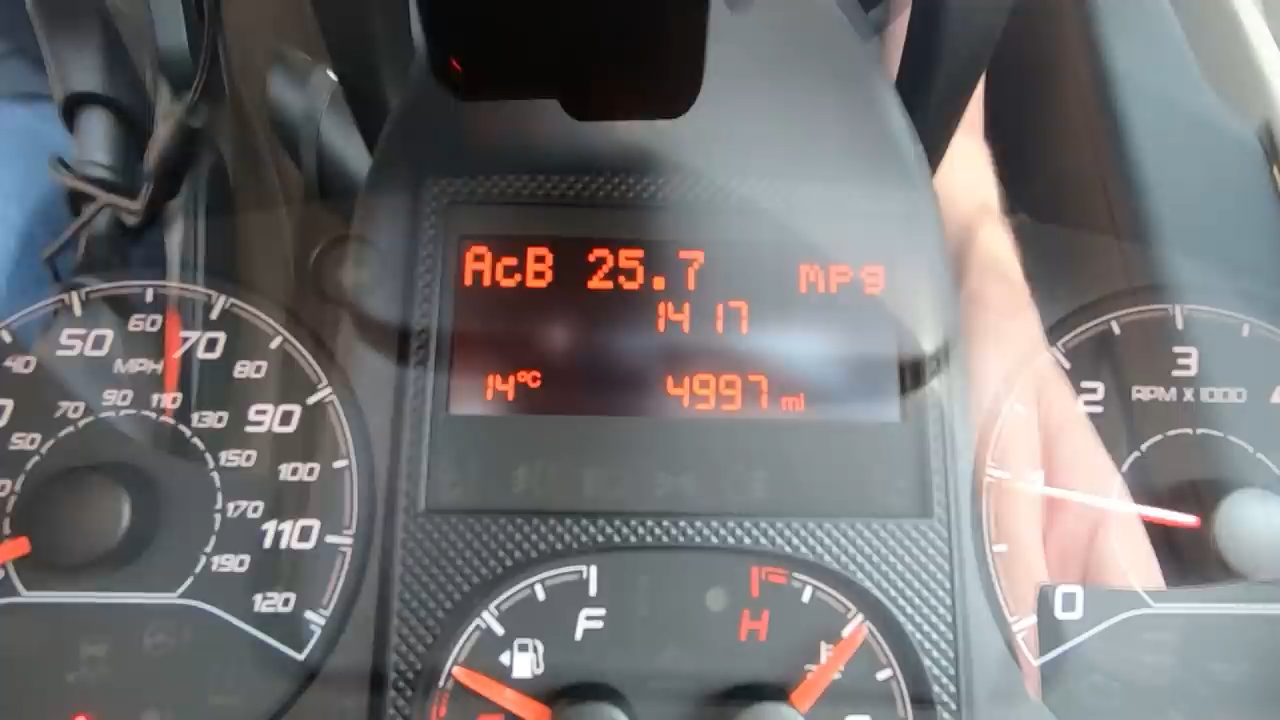 AcB 25.7 mpg
14 17
14°C 4997 mi
40 50 60 70 80 90 100 110 120
MPH
50 70 90 110 130 150 170 190
F
H
0 2 3
RPM X 1000